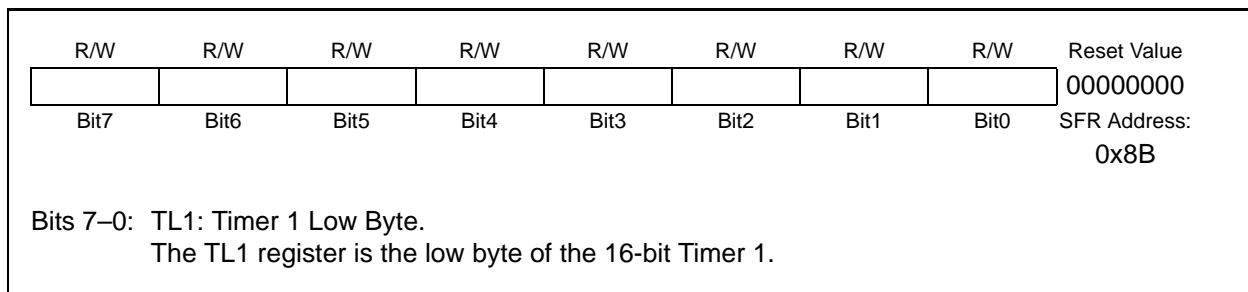 R/W R/W R/W R/W R/W R/W R/W R/W Reset Value
00000000
Bit7 Bit6 Bit5 Bit4 Bit3 Bit2 Bit1 Bit0 SFR Address:
0x8B
Bits 7–0: TL1: Timer 1 Low Byte.
The TL1 register is the low byte of the 16-bit Timer 1.